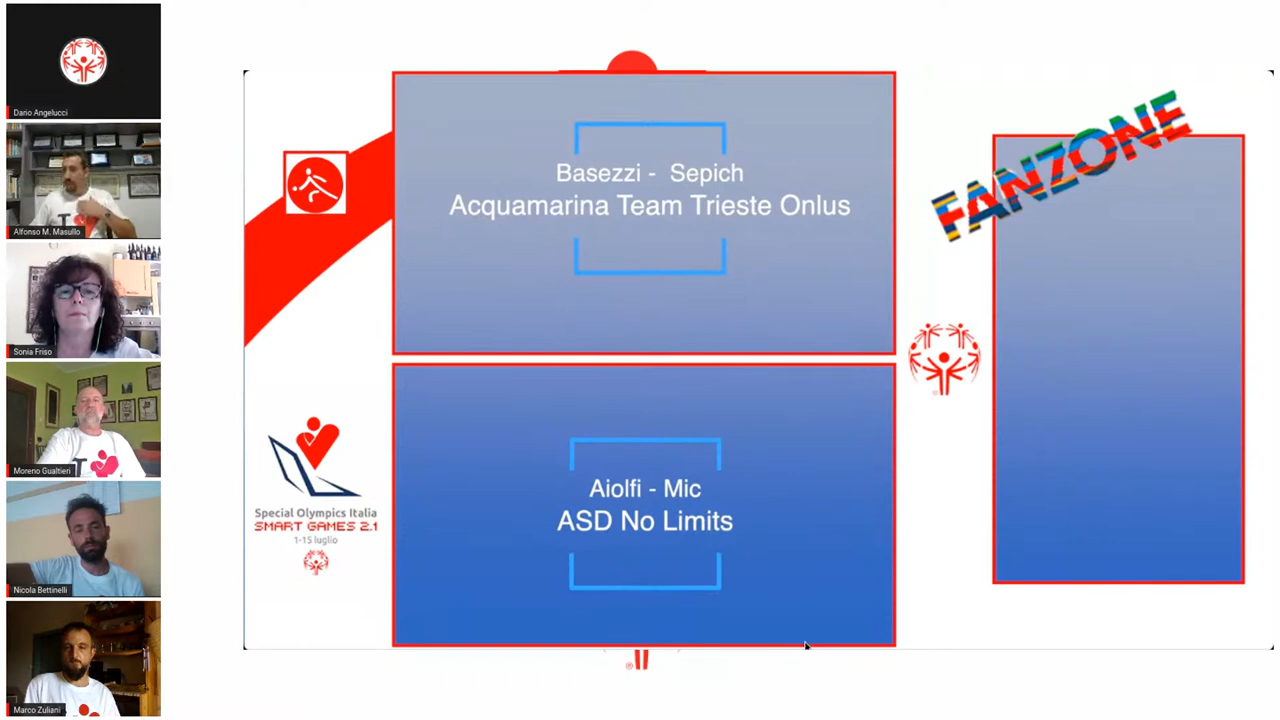 Dario Angelucci
Alfonso M. Masullo
Sonia Friso
Moreno Gualtieri
Nicola Bettinelli
Marco Zuliani
Basezzi - Sepich
Acquamarina Team Trieste Onlus
FANZONE
Special Olympics Italia
SMART GAMES 2.1
1-15 luglio
Aiolfi - Mic
ASD No Limits